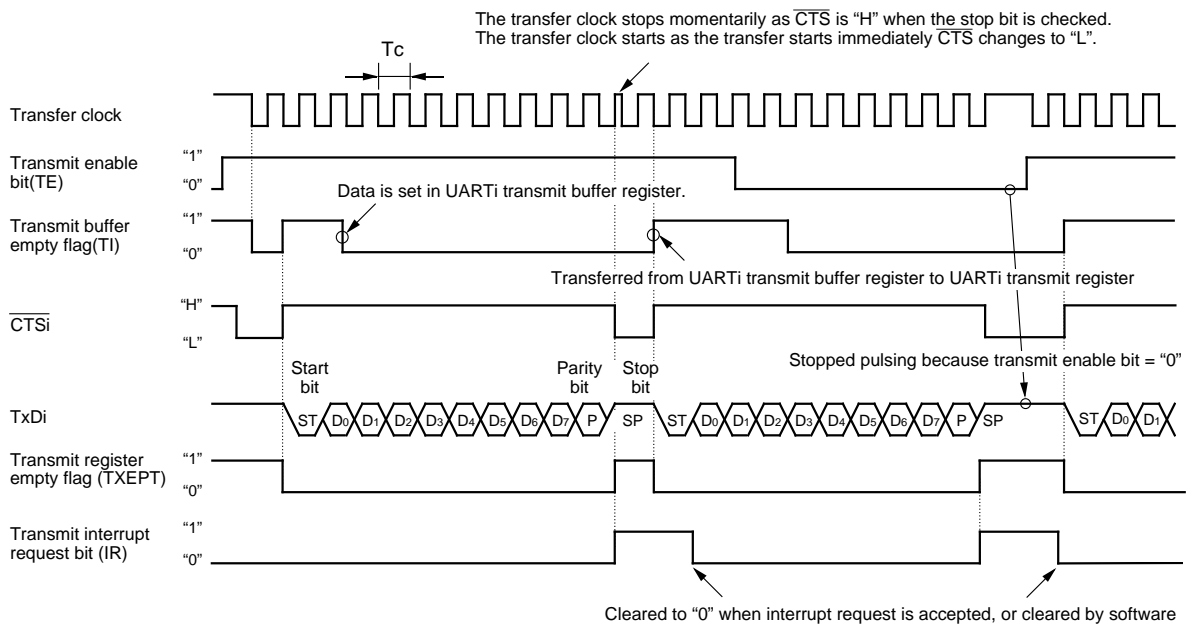 The transfer clock stops momentarily as CTS is “H” when the stop bit is checked.
The transfer clock starts as the transfer starts immediately CTS changes to “L”.
Tc
Transfer clock
Transmit enable
bit(TE)
“1”
“0”
Data is set in UARTi transmit buffer register.
Transmit buffer
empty flag(TI)
“1”
“0”
Transferred from UARTi transmit buffer register to UARTi transmit register
CTSi
“H”
“L”
Stopped pulsing because transmit enable bit = “0”
Start
bit
Parity
bit
Stop
bit
TxDi
ST D0 D1 D2 D3 D4 D5 D6 D7 P SP ST D0 D1 D2 D3 D4 D5 D6 D7 P SP ST D0 D1
Transmit register
empty flag (TXEPT)
“1”
“0”
Transmit interrupt
request bit (IR)
“1”
“0”
Cleared to “0” when interrupt request is accepted, or cleared by software